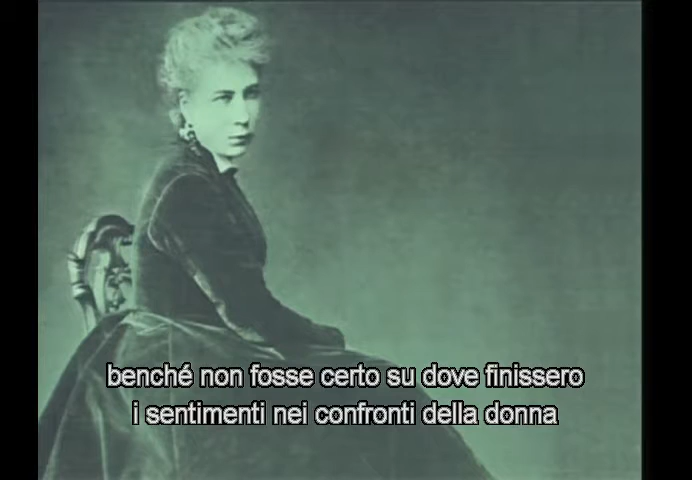 benché non fosse certo su dove finissero
i sentimenti nei confronti della donna